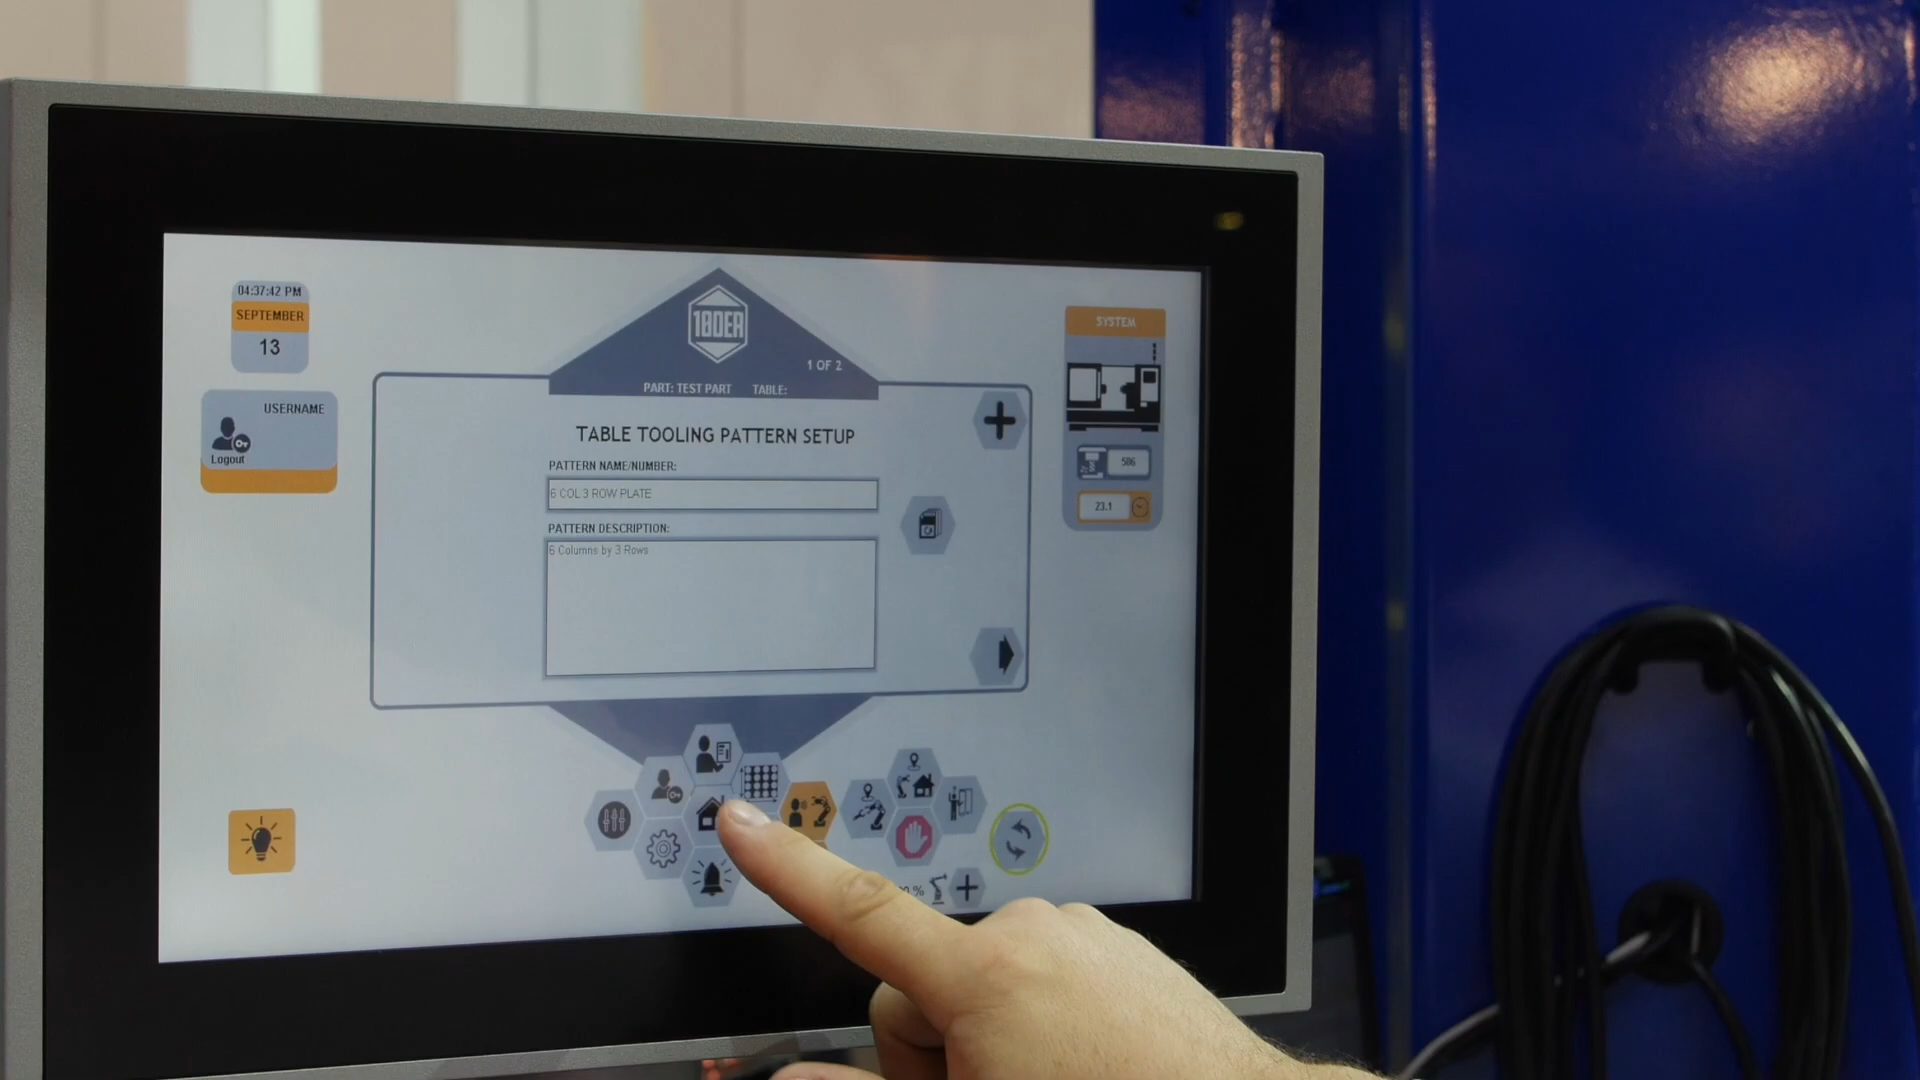 04:37:42 PM
SEPTEMBER
13
USERNAME
Logout
180ER
1 OF 2
PART: TEST PART TABLE:
TABLE TOOLING PATTERN SETUP
PATTERN NAME/NUMBER:
6 COL 3 ROW PLATE
PATTERN DESCRIPTION:
6 Columns by 3 Rows
SYSTEM
586
23.1
%